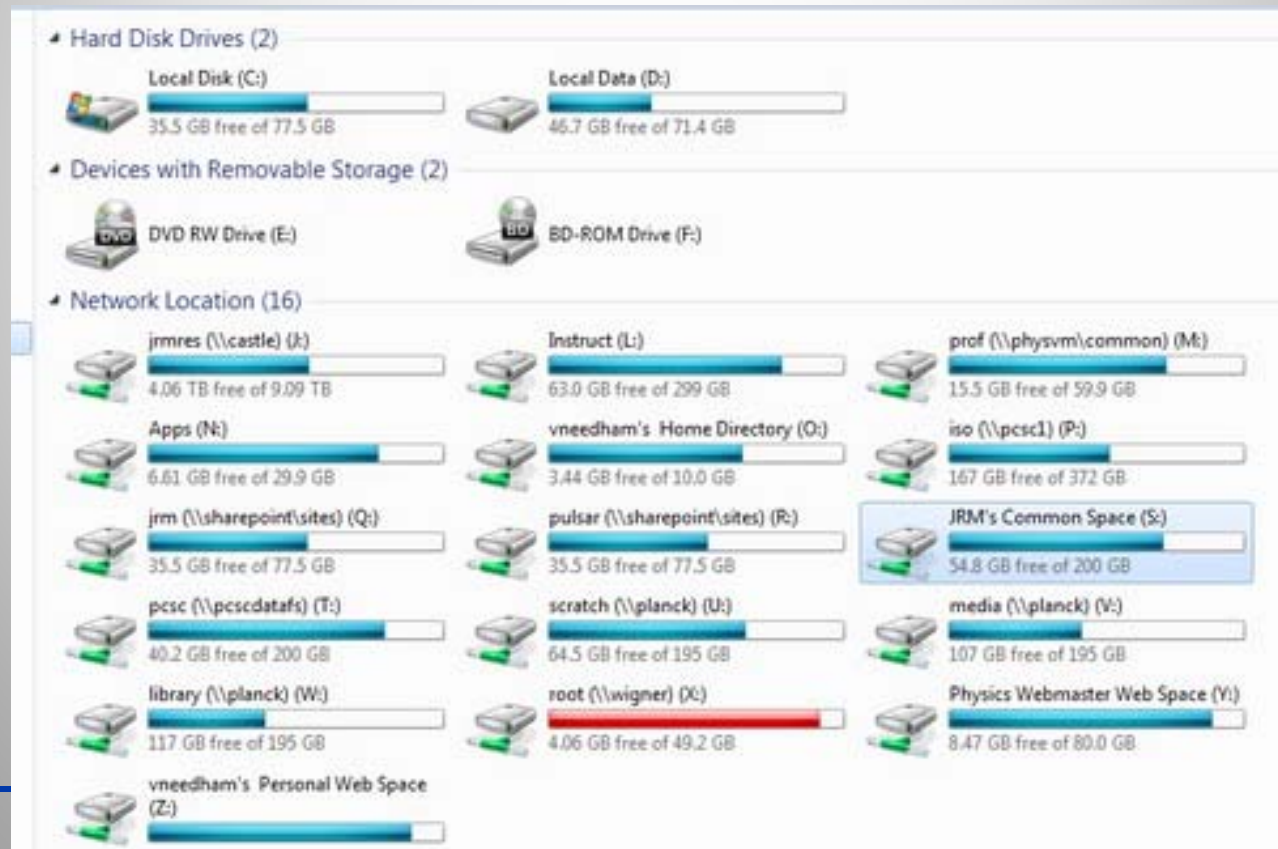 Hard Disk Drives (2)
Local Disk (C:)
35.5 GB free of 77.5 GB
Local Data (D:)
46.7 GB free of 71.4 GB
Devices with Removable Storage (2)
DVD
DVD RW Drive (E:)
BD
BD-ROM Drive (F:)
Network Location (16)
jrmres (\\castle) (J:)
4.06 TB free of 9.09 TB
Instruct (L:)
63.0 GB free of 299 GB
prof (\\physvm\common) (M:)
15.5 GB free of 59.9 GB
Apps (N:)
6.61 GB free of 29.9 GB
vneedham's Home Directory (O:)
3.44 GB free of 10.0 GB
iso (\\pcsc1) (P:)
167 GB free of 372 GB
jrm (\\sharepoint\sites) (Q:)
35.5 GB free of 77.5 GB
pulsar (\\sharepoint\sites) (R:)
35.5 GB free of 77.5 GB
JRM's Common Space (S:)
54.8 GB free of 200 GB
pcsc (\\pcscdatafs) (T:)
40.2 GB free of 200 GB
scratch (\\planck) (U:)
64.5 GB free of 195 GB
media (\\planck) (V:)
107 GB free of 195 GB
library (\\planck) (W:)
117 GB free of 195 GB
root (\\wigner) (X:)
4.06 GB free of 49.2 GB
Physics Webmaster Web Space (Y:)
8.47 GB free of 80.0 GB
vneedham's Personal Web Space
(Z:)